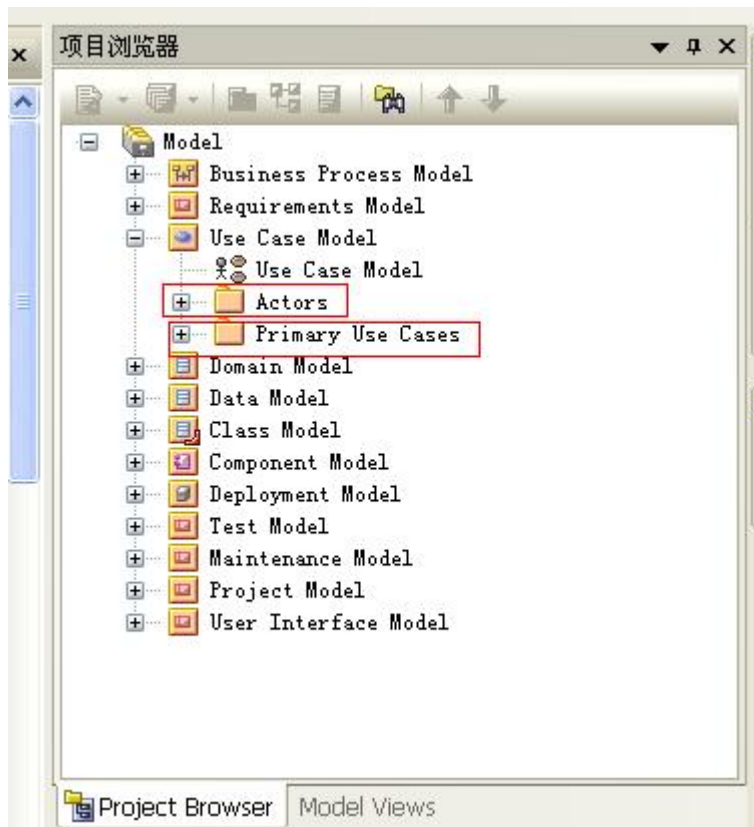 项目浏览器
Model
Business Process Model
Requirements Model
Use Case Model
Use Case Model
Actors
Primary Use Cases
Domain Model
Data Model
Class Model
Component Model
Deployment Model
Test Model
Maintenance Model
Project Model
User Interface Model
Project Browser Model Views